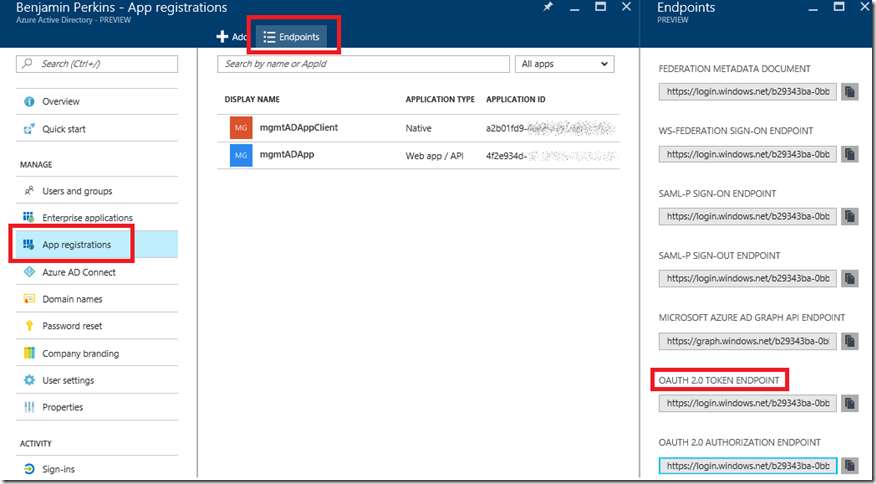 Benjamin Perkins - App registrations
Azure Active Directory - PREVIEW
Add
Endpoints
Search (Ctrl+/)
Overview
Quick start
MANAGE
Users and groups
Enterprise applications
App registrations
Azure AD Connect
Domain names
Password reset
Company branding
User settings
Properties
ACTIVITY
Sign-ins
Search by name or AppId
All apps
DISPLAY NAME APPLICATION TYPE APPLICATION ID
MG mgmtADAppClient Native a2b01fd9-
MG mgmtADApp Web app / API 4f2e934d-
Endpoints
PREVIEW
FEDERATION METADATA DOCUMENT
https://login.windows.net/b29343ba-0bb
WS-FEDERATION SIGN-ON ENDPOINT
https://login.windows.net/b29343ba-0bb
SAML-P SIGN-ON ENDPOINT
https://login.windows.net/b29343ba-0bb
SAML-P SIGN-OUT ENDPOINT
https://login.windows.net/b29343ba-0bb
MICROSOFT AZURE AD GRAPH API ENDPOINT
https://graph.windows.net/b29343ba-0bl
OAUTH 2.0 TOKEN ENDPOINT
https://login.windows.net/b29343ba-0bb
OAUTH 2.0 AUTHORIZATION ENDPOINT
https://login.windows.net/b29343ba-0bb